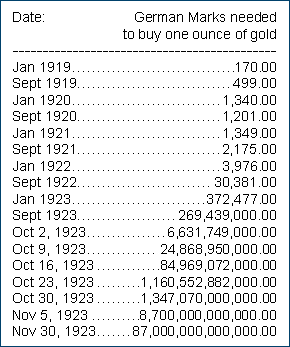 Date: German Marks needed
to buy one ounce of gold
Jan 1919..........................170.00
Sept 1919........................499.00
Jan 1920.......................1,340.00
Sept 1920.....................1,201.00
Jan 1921.......................1,349.00
Sept 1921.....................2,175.00
Jan 1922.......................3,976.00
Sept 1922...................30,381.00
Jan 1923...................372,477.00
Sept 1923............269,439,000.00
Oct 2, 1923..........6,631,749,000.00
Oct 9, 1923.........24,868,950,000.00
Oct 16, 1923.......84,969,072,000.00
Oct 23, 1923....1,160,552,882,000.00
Oct 30, 1923....1,347,070,000,000.00
Nov 5, 1923.....8,700,000,000,000.00
Nov 30, 1923...87,000,000,000,000.00